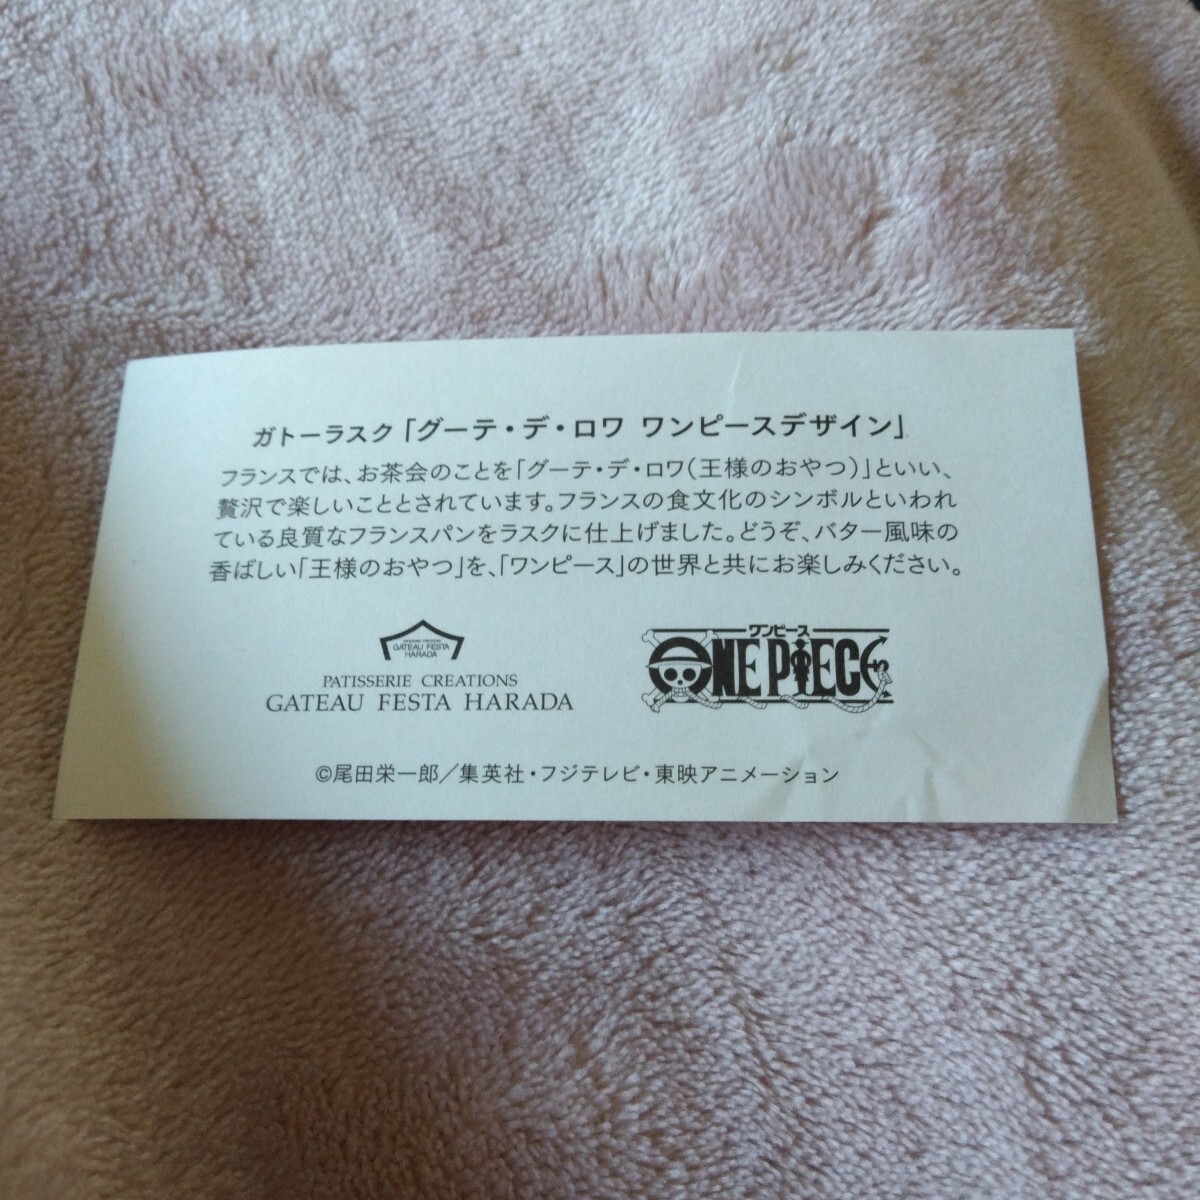 ガトーラスク「グーテ・デ・ロワ ワンピースデザイン」
フランスでは、お茶会のことを「グーテ・デ・ロワ(王様のおやつ)」といい、
贅沢で楽しいこととされています。フランスの食文化のシンボルといわれ
ている良質なフランスパンをラスクに仕上げました。どうぞ、バター風味の
香ばしい「王様のおやつ」を、「ワンピース」の世界と共にお楽しみください。
PATISSERIE CREATIONS
GATEAU FESTA
HARADA
PATISSERIE CREATIONS
GATEAU FESTA HARADA
ワンピース
ONE PIECE
©尾田栄一郎/集英社・フジテレビ・東映アニメーション